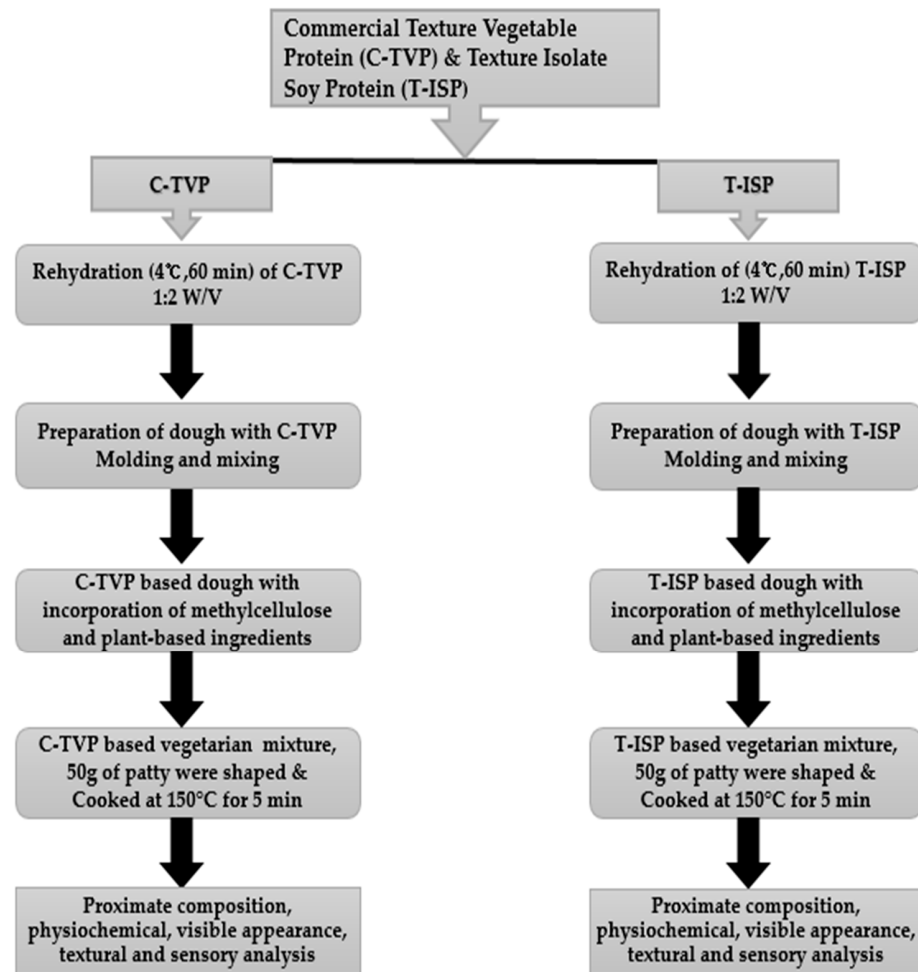 Commercial Texture Vegetable
Protein (C-TVP) & Texture Isolate
Soy Protein (T-ISP)
C-TVP
T-ISP
Rehydration (4℃,60 min) of C-TVP
1:2 W/V
Rehydration of (4℃,60 min) T-ISP
1:2 W/V
Preparation of dough with C-TVP
Molding and mixing
Preparation of dough with T-ISP
Molding and mixing
C-TVP based dough with
incorporation of methylcellulose
and plant-based ingredients
T-ISP based dough with
incorporation of methylcellulose
and plant-based ingredients
C-TVP based vegetarian mixture,
50g of patty were shaped &
Cooked at 150°C for 5 min
T-ISP based vegetarian mixture,
50g of patty were shaped &
Cooked at 150°C for 5 min
Proximate composition,
physiochemical, visible appearance,
textural and sensory analysis
Proximate composition,
physiochemical, visible appearance,
textural and sensory analysis